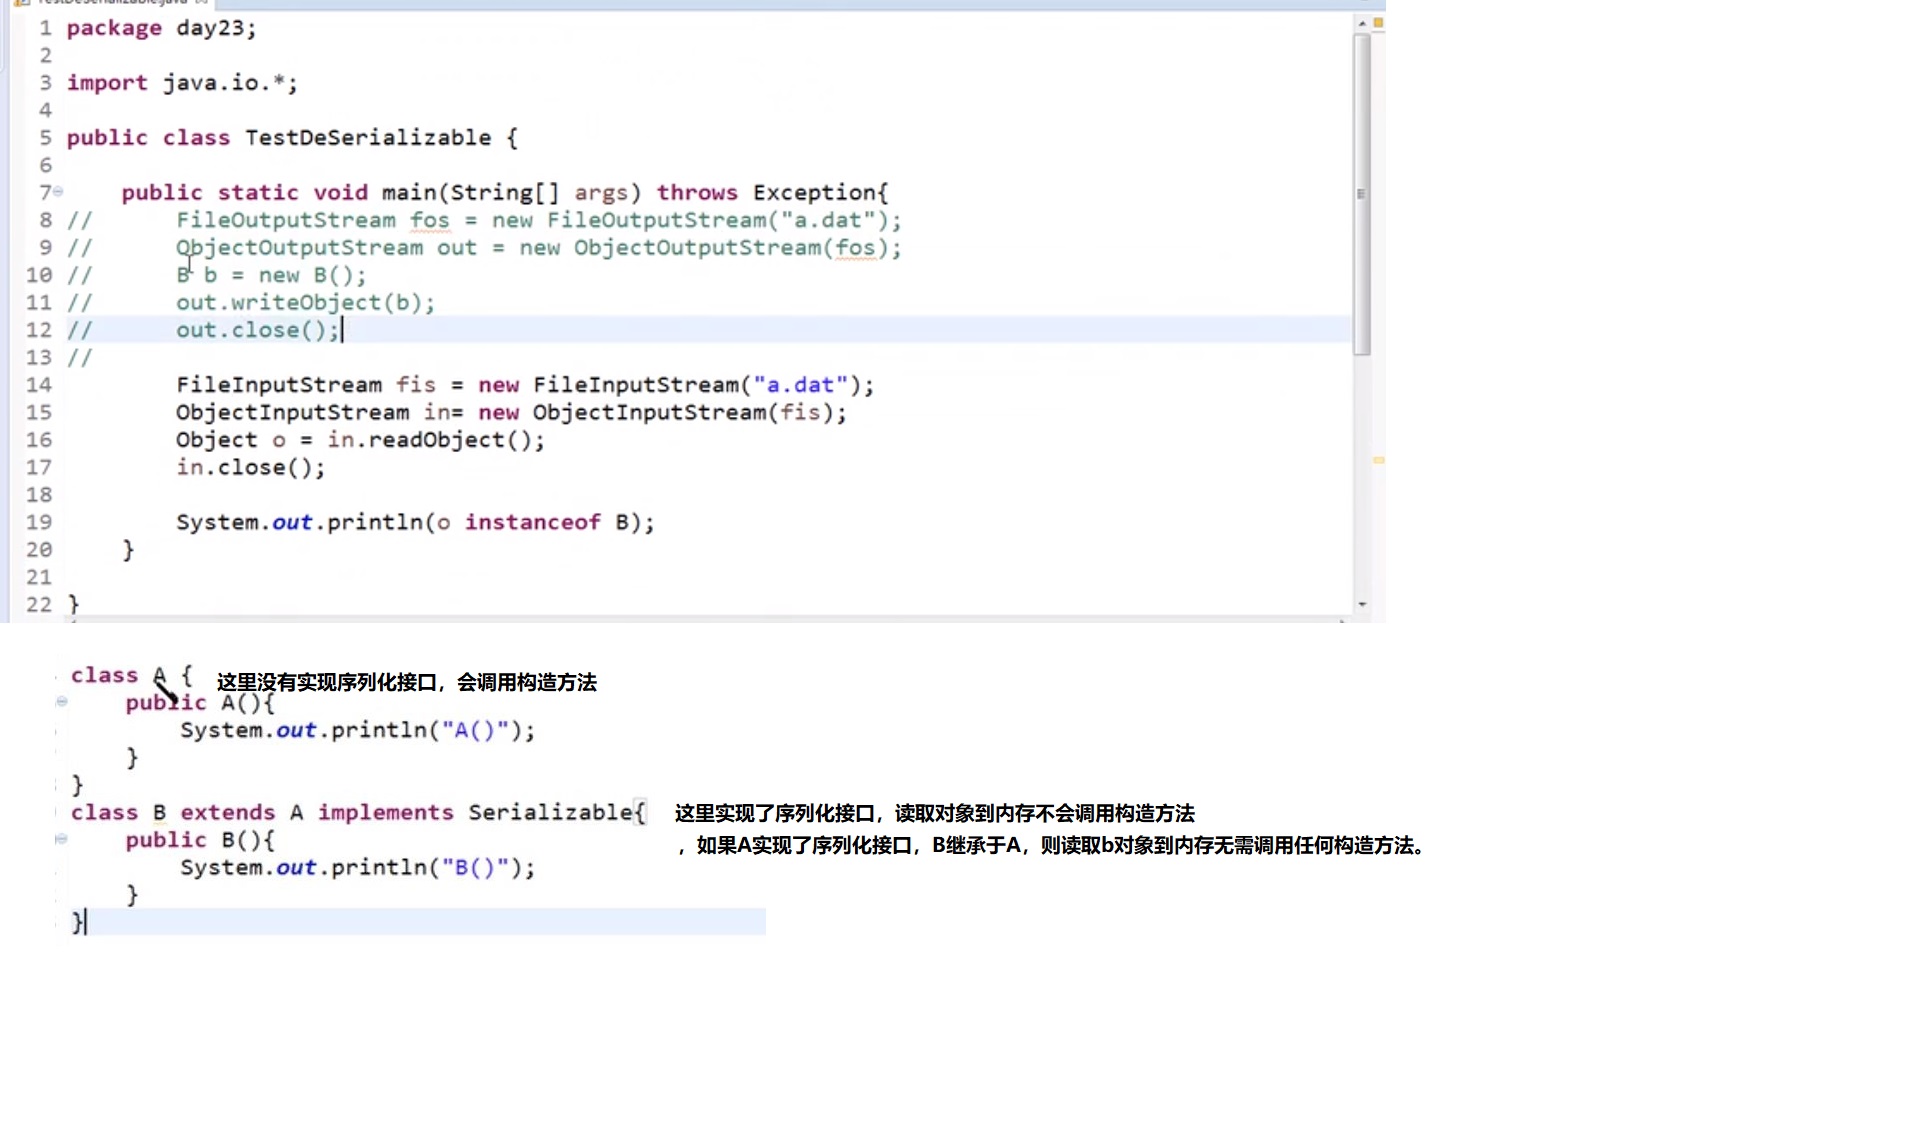 TestDeSerializable.java
1 package day23;
2
3 import java.io.*;
4
5 public class TestDeSerializable {
6
7 public static void main(String[] args) throws Exception{
8 // FileOutputStream fos = new FileOutputStream("a.dat");
9 // ObjectOutputStream out = new ObjectOutputStream(fos);
10 // B b = new B();
11 // out.writeObject(b);
12 // out.close();
13 //
14 FileInputStream fis = new FileInputStream("a.dat");
15 ObjectInputStream in= new ObjectInputStream(fis);
16 Object o = in.readObject();
17 in.close();
18
19 System.out.println(o instanceof B);
20 }
21
22 }
class A { 这里没有实现序列化接口，会调用构造方法
public A(){
System.out.println("A()");
}
}
class B extends A implements Serializable{ 这里实现了序列化接口，读取对象到内存不会调用构造方法
public B(){ ，如果A实现了序列化接口，B继承于A，则读取b对象到内存无需调用任何构造方法。
System.out.println("B()");
}
}